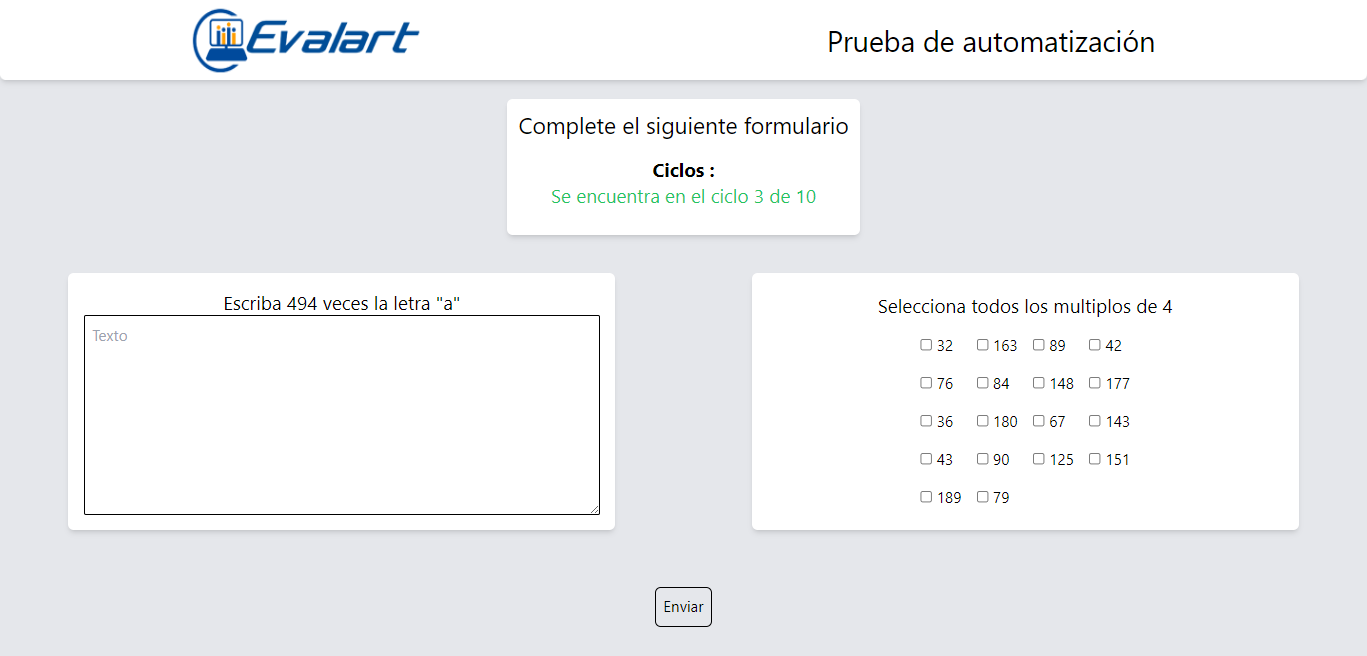 Evalart
Prueba de automatización
Complete el siguiente formulario
Ciclos :
Se encuentra en el ciclo 3 de 10
Escriba 494 veces la letra "a"
Texto
Selecciona todos los multiplos de 4
32 163 89 42
76 84 148 177
36 180 67 143
43 90 125 151
189 79
Enviar